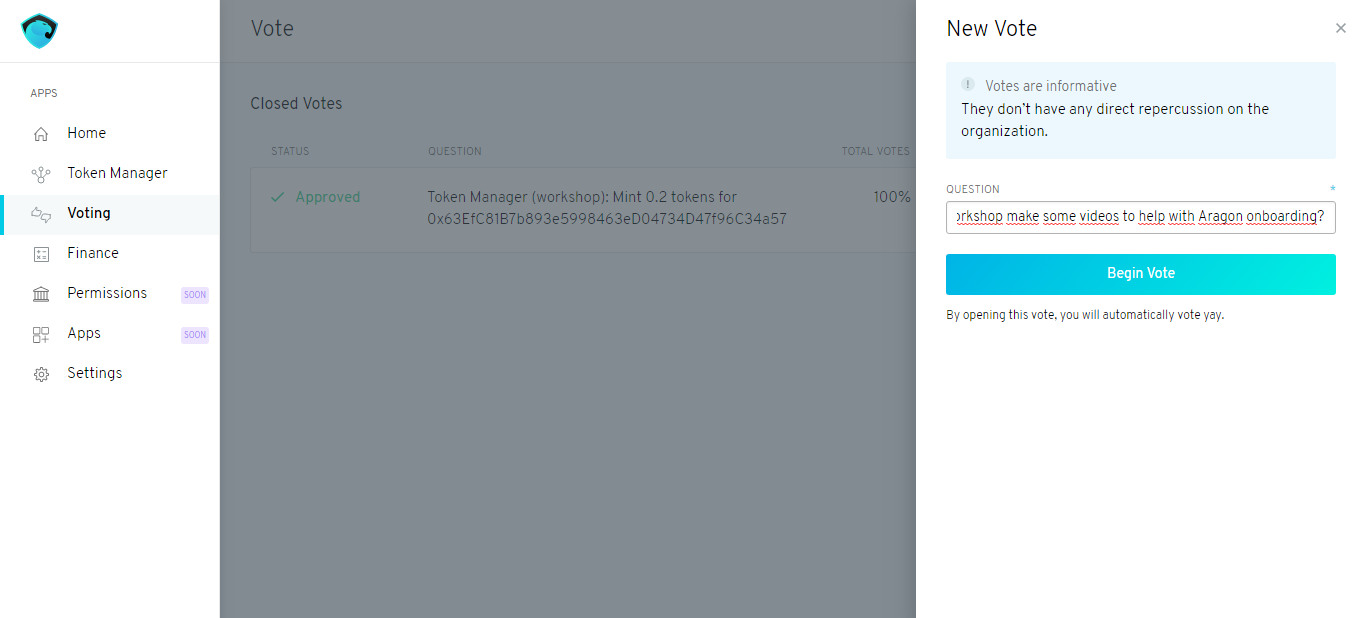 Vote
New Vote
APPS
Home
Token Manager
Voting
Finance
Permissions SOON
Apps SOON
Settings
Closed Votes
STATUS QUESTION TOTAL VOTES
Approved Token Manager (workshop): Mint 0.2 tokens for 100%
0x63EfC81B7b893e5998463eD04734D47f96C34a57
! Votes are informative
They don’t have any direct repercussion on the
organization.
QUESTION *
orkshop make some videos to help with Aragon onboarding?
Begin Vote
By opening this vote, you will automatically vote yay.